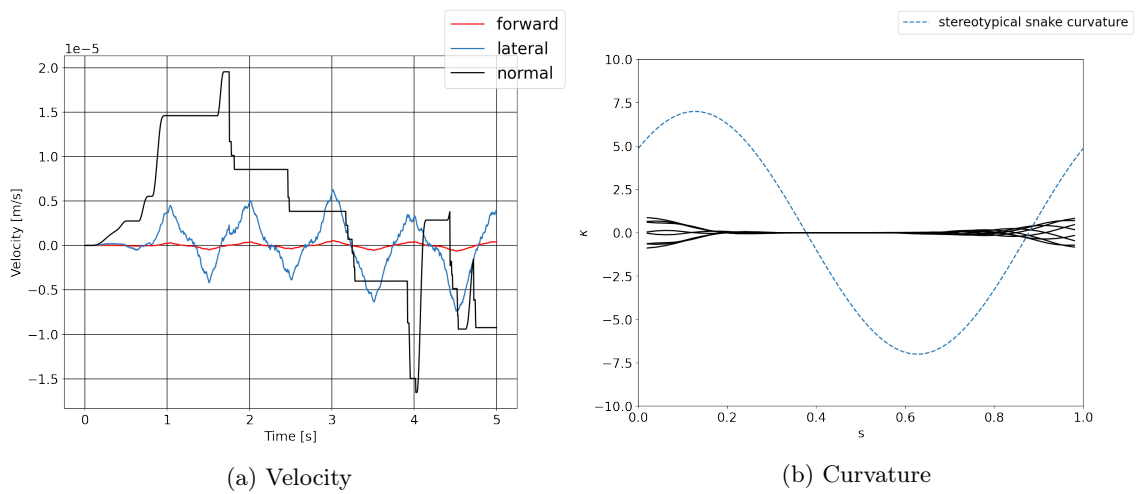 forward
lateral
normal
1e−5
2.0
1.5
1.0
0.5
0.0
−0.5
−1.0
−1.5
Velocity [m/s]
0 1 2 3 4 5
Time [s]
(a) Velocity
stereotypical snake curvature
10.0
7.5
5.0
2.5
0.0
−2.5
−5.0
−7.5
−10.0
κ
0.0 0.2 0.4 0.6 0.8 1.0
s
(b) Curvature